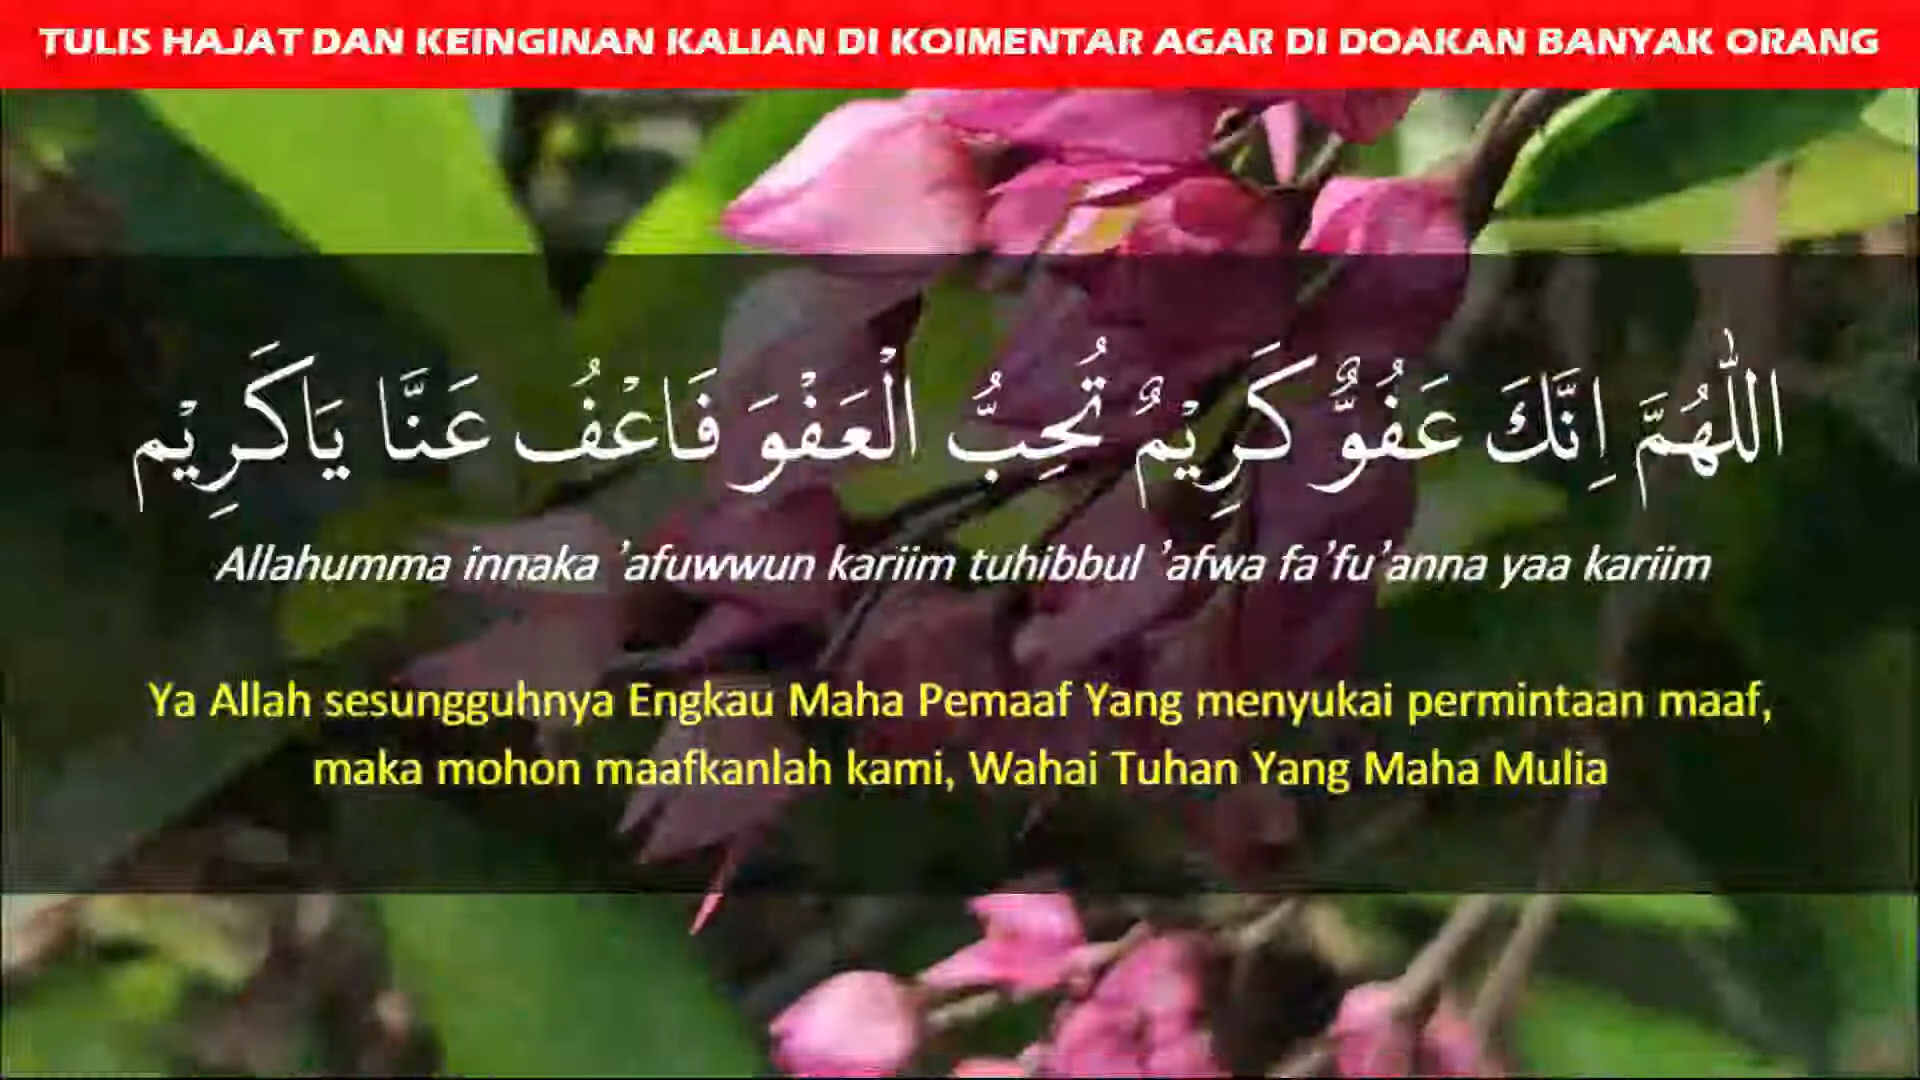 TULIS HAJAT DAN KEINGINAN KALIAN DI KOIMENTAR AGAR DI DOAKAN BANYAK ORANG
اللّٰهُمَّ اِنَّكَ عَفُوٌّ كَرِيْمٌ تُحِبُّ الْعَفْوَ فَاعْفُ عَنَّا يَاكَرِيْم
Allahumma innaka ’afuwwun kariim tuhibbul ’afwa fa’fu’anna yaa kariim
Ya Allah sesungguhnya Engkau Maha Pemaaf Yang menyukai permintaan maaf,
maka mohon maafkanlah kami, Wahai Tuhan Yang Maha Mulia